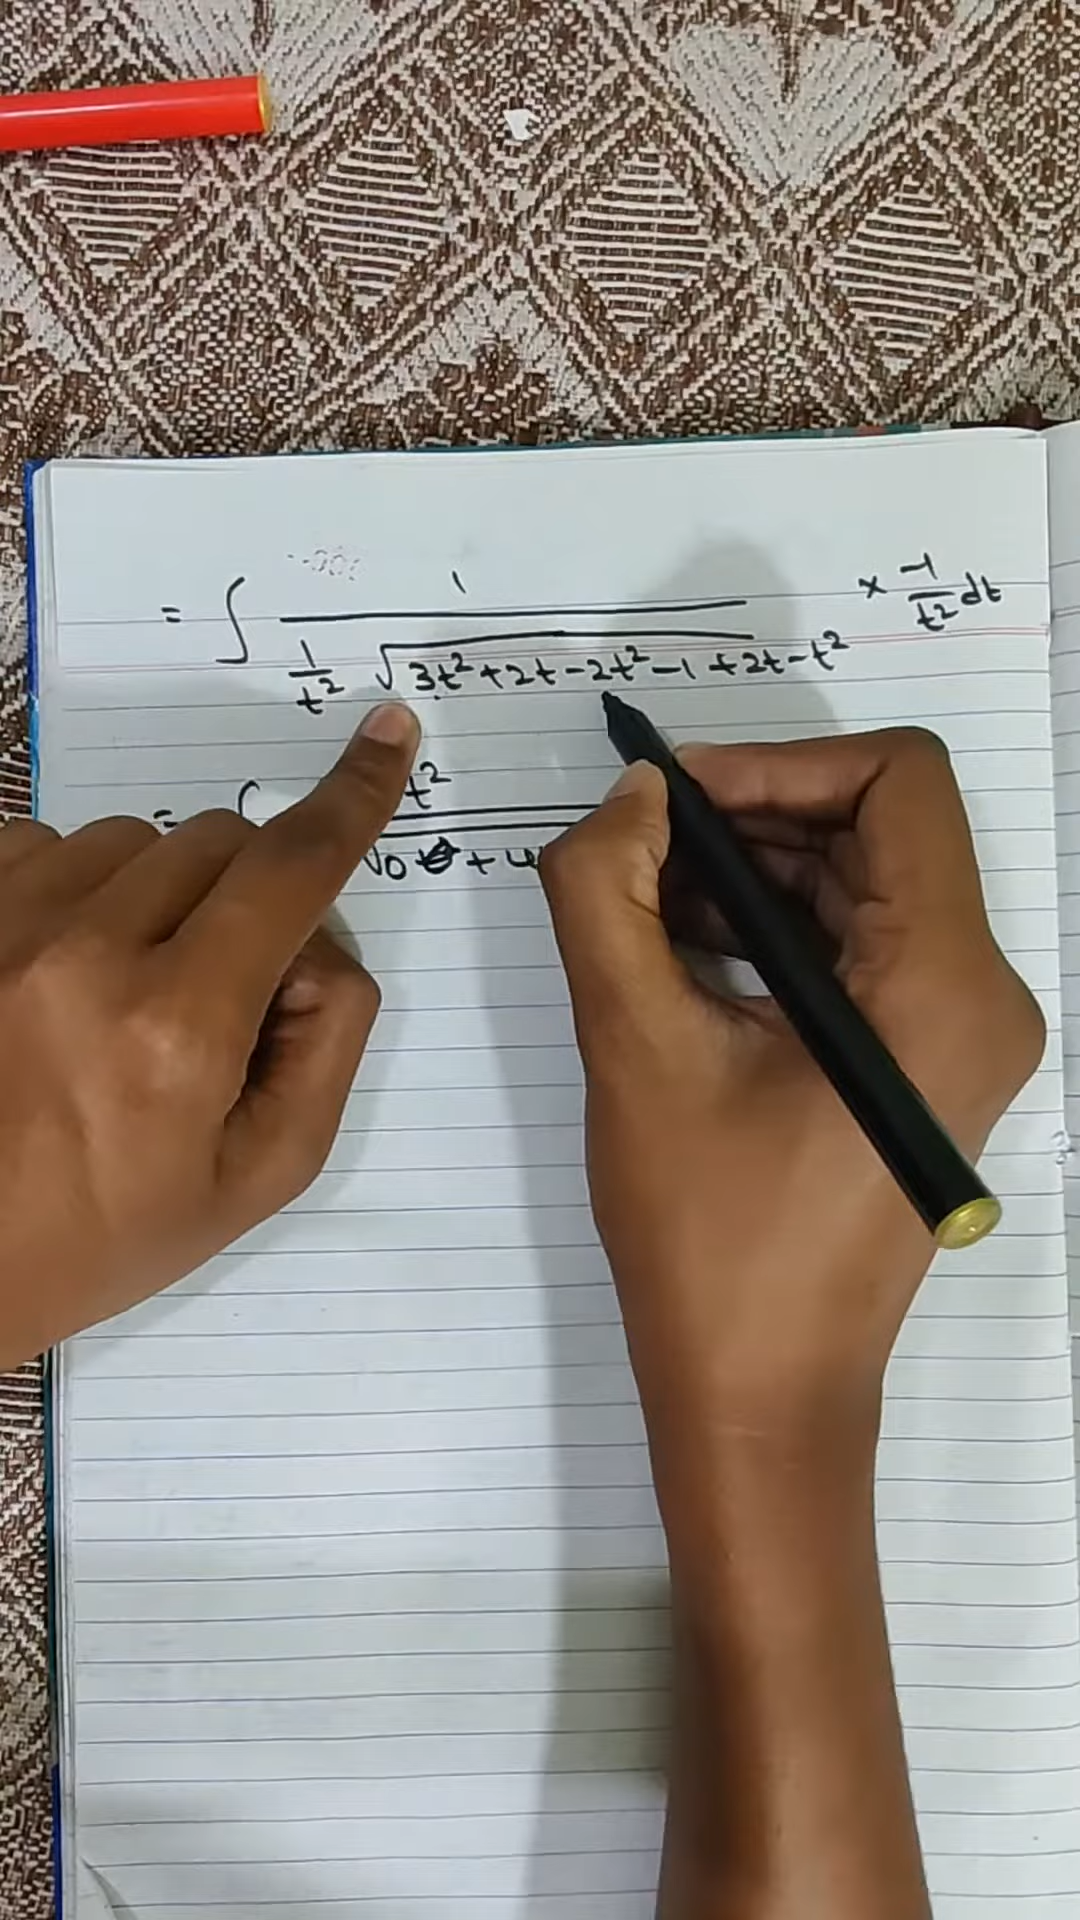 = ∫ 1 / (1/t² √(3t² + 2t - 2t² - 1 + 2t - t²)) × -1/t² dt
= ∫ t² / √0 + 4